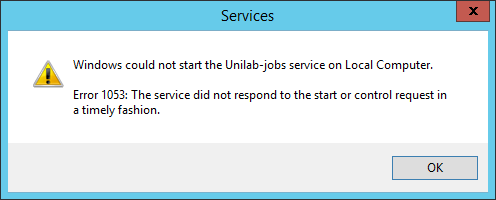 Services
x
Windows could not start the Unilab-jobs service on Local Computer.
Error 1053: The service did not respond to the start or control request in
a timely fashion.
OK